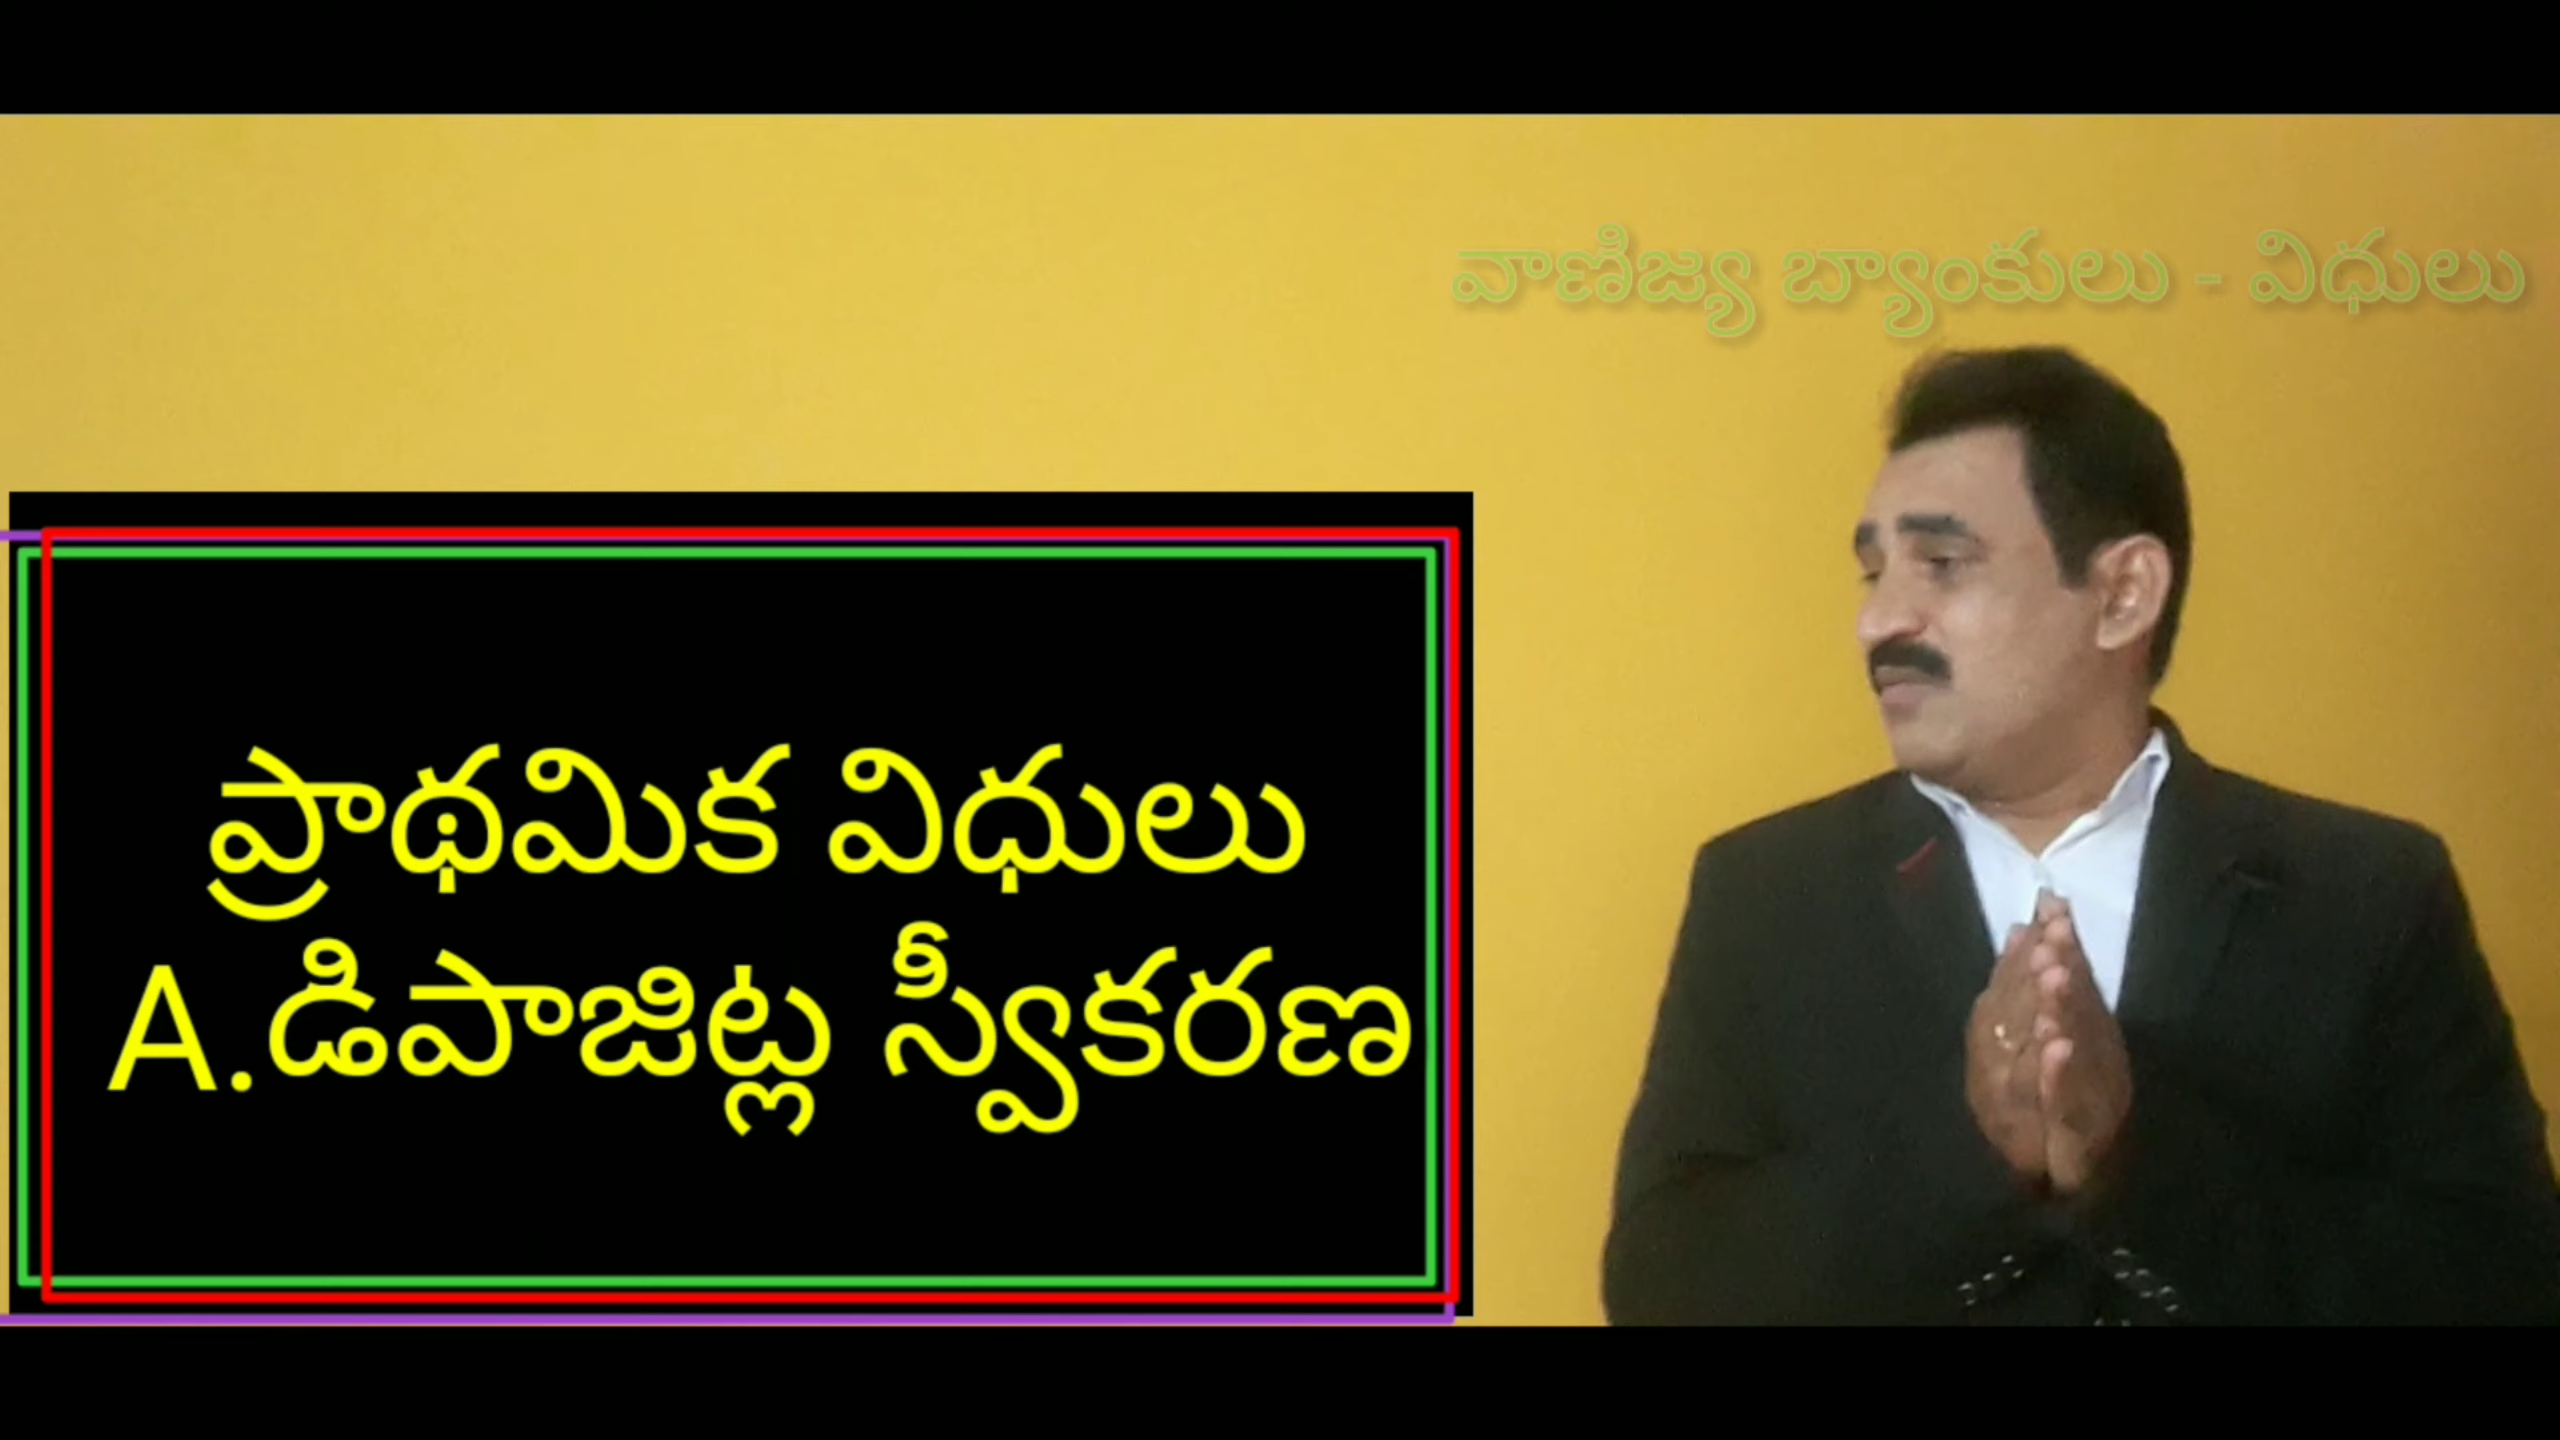 వాణిజ్య బ్యాంకులు - విధులు
ప్రాథమిక విధులు
A.డిపాజిట్ల స్వీకరణ